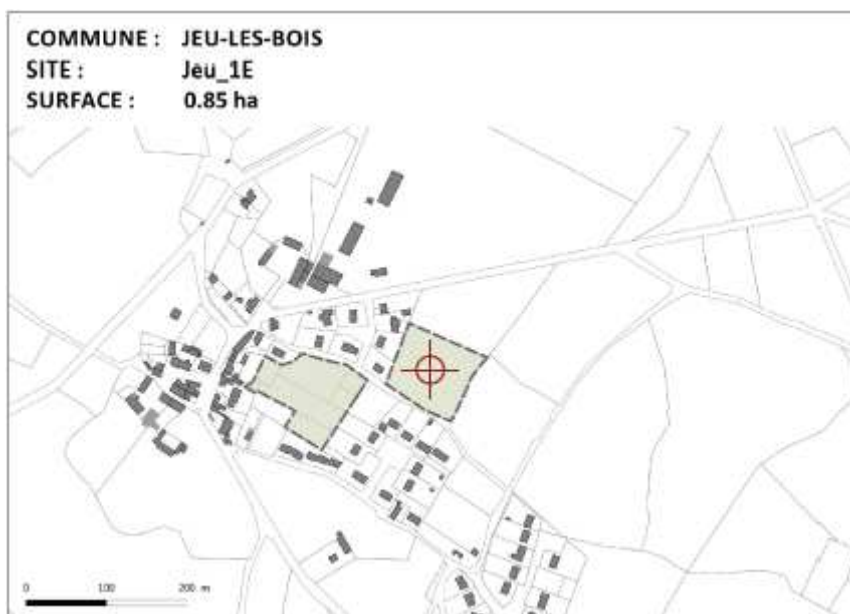 COMMUNE : JEU-LES-BOIS
SITE : Jeu_1E
SURFACE : 0.85 ha
0 100 200 m